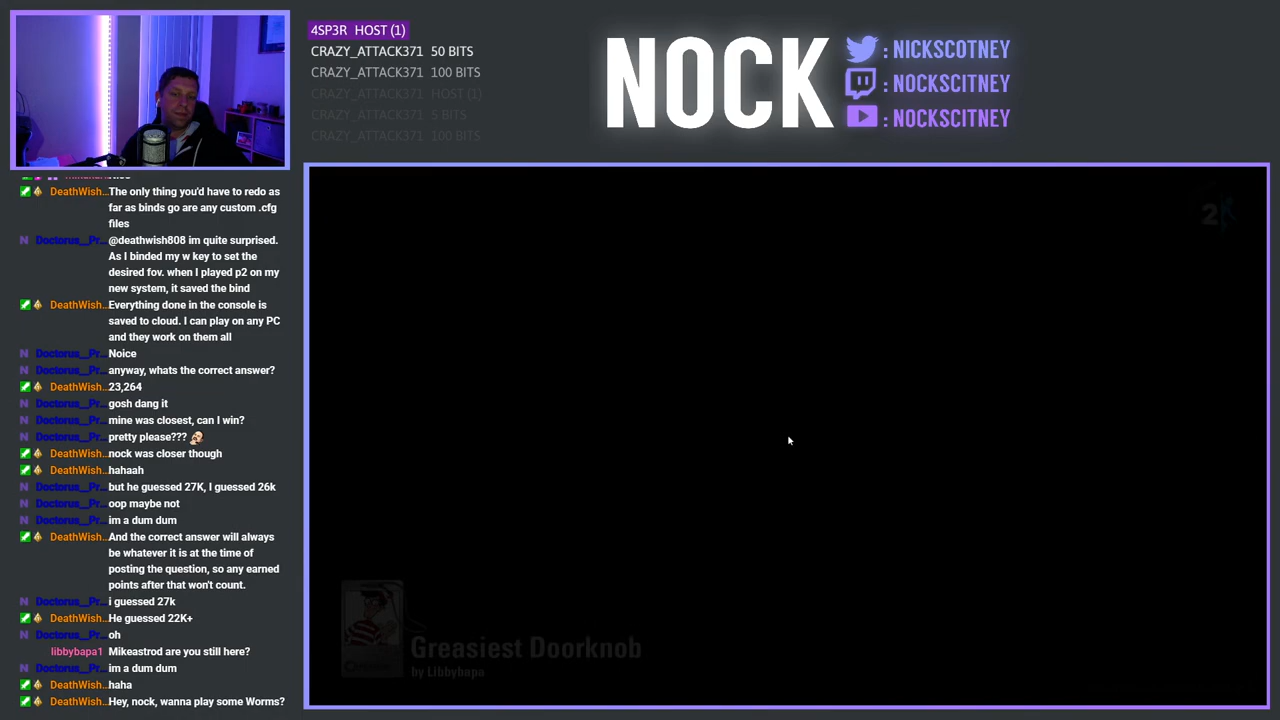 4SP3R HOST (1)
CRAZY_ATTACK371 50 BITS
CRAZY_ATTACK371 100 BITS
CRAZY_ATTACK371 HOST (1)
CRAZY_ATTACK371 5 BITS
CRAZY_ATTACK371 100 BITS
NOCK
: NICKSCOTNEY
: NOCKSCITNEY
: NOCKSCITNEY
DeathWish... The only thing you'd have to redo as
far as binds go are any custom .cfg
files
Doctorus__Pr... @deathwish808 im quite surprised.
As I binded my w key to set the
desired fov. when I played p2 on my
new system, it saved the bind
DeathWish... Everything done in the console is
saved to cloud. I can play on any PC
and they work on them all
Doctorus__Pr... Noice
Doctorus__Pr... anyway, whats the correct answer?
DeathWish... 23,264
Doctorus__Pr... gosh dang it
Doctorus__Pr... mine was closest, can I win?
Doctorus__Pr... pretty please???
DeathWish... nock was closer though
DeathWish... hahaah
Doctorus__Pr... but he guessed 27K, I guessed 26k
Doctorus__Pr... oop maybe not
Doctorus__Pr... im a dum dum
DeathWish... And the correct answer will always
be whatever it is at the time of
posting the question, so any earned
points after that won't count.
Doctorus__Pr... i guessed 27k
DeathWish... He guessed 22K+
Doctorus__Pr... oh
libbybapa1 Mikeastrod are you still here?
Doctorus__Pr... im a dum dum
DeathWish... haha
DeathWish... Hey, nock, wanna play some Worms?
2
Greasiest Doorknob
by Libbybapa